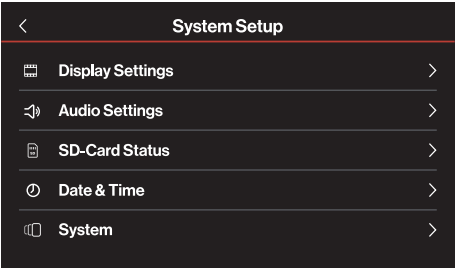 System Setup
Display Settings
Audio Settings
SD-Card Status
Date & Time
System